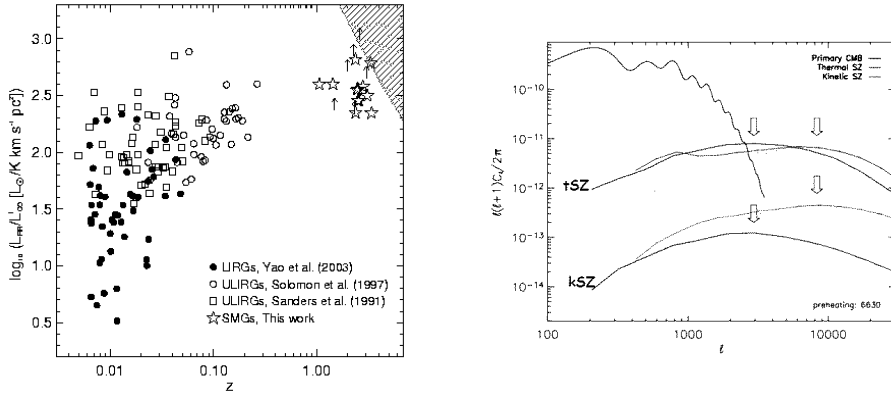 log₁₀ (L_FIR/L'_CO [L_⊙/K km s⁻¹ pc²])
3.0
2.5
2.0
1.5
1.0
0.5
0.01
0.10
1.00
z
LIRGs, Yao et al. (2003)
ULIRGs, Solomon et al. (1997)
ULIRGs, Sanders et al. (1991)
SMGs, This work
ℓ(ℓ+1)Cₗ/2π
10⁻¹⁰
10⁻¹¹
10⁻¹²
10⁻¹³
10⁻¹⁴
Primary CMB
Thermal SZ
Kinetic SZ
tSZ
kSZ
preheating: 6630
100
1000
10000
ℓ